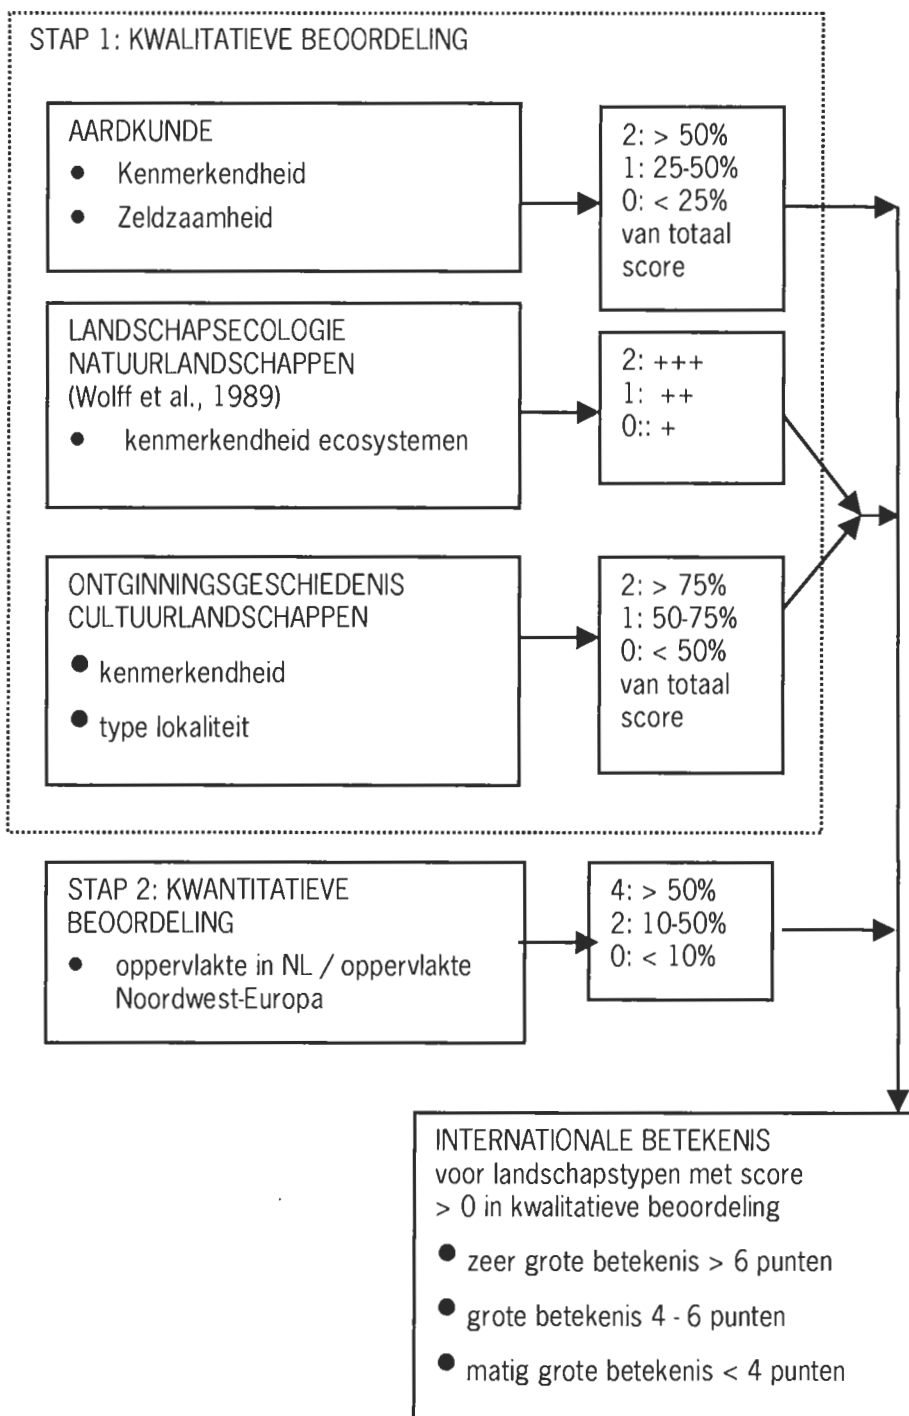 STAP 1: KWALITATIEVE BEOORDELING
AARDKUNDE
● Kenmerkendheid
● Zeldzaamheid
2: > 50%
1: 25-50%
0: < 25%
van totaal
score
LANDSCHAPSECOLOGIE
NATUURLANDSCHAPPEN
(Wolff et al., 1989)
● kenmerkendheid ecosystemen
2: +++
1: ++
0:: +
ONTGINNINGSGESCHIEDENIS
CULTUURLANDSCHAPPEN
● kenmerkendheid
● type lokaliteit
2: > 75%
1: 50-75%
0: < 50%
van totaal
score
STAP 2: KWANTITATIEVE
BEOORDELING
● oppervlakte in NL / oppervlakte
Noordwest-Europa
4: > 50%
2: 10-50%
0: < 10%
INTERNATIONALE BETEKENIS
voor landschapstypen met score
> 0 in kwalitatieve beoordeling
● zeer grote betekenis > 6 punten
● grote betekenis 4 - 6 punten
● matig grote betekenis < 4 punten